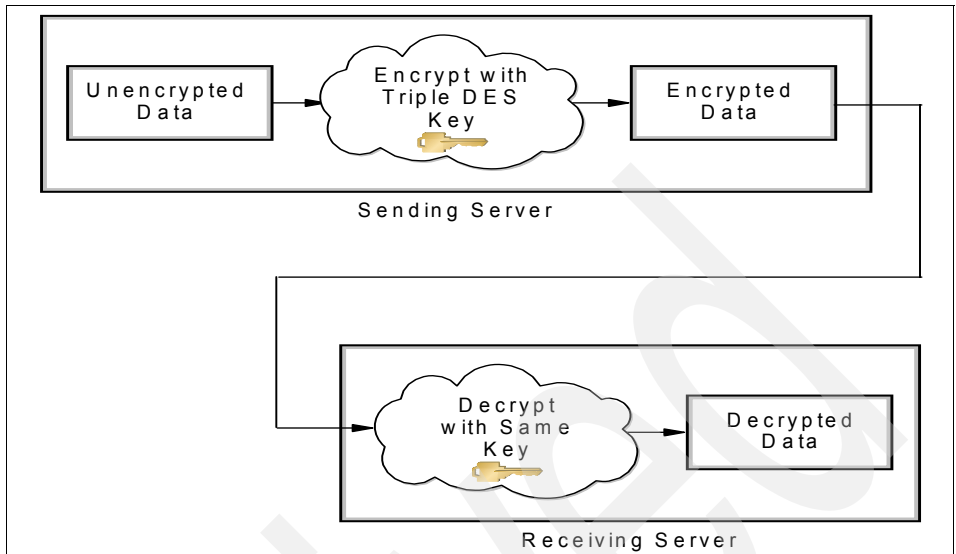 Unencrypted
Data
Encrypt with
Triple DES
Key
Encrypted
Data
Sending Server
Decrypt
with Same
Key
Decrypted
Data
Receiving Server